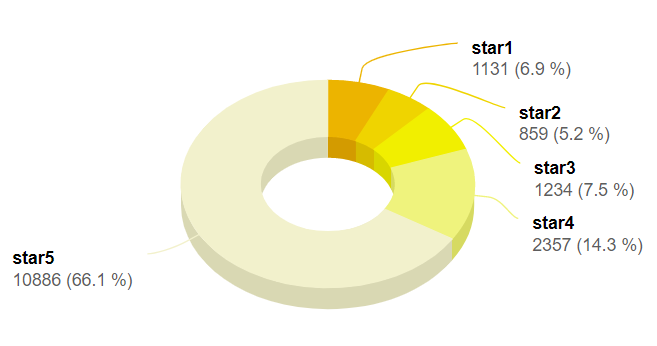 star1
1131 (6.9 %)
star2
859 (5.2 %)
star3
1234 (7.5 %)
star4
2357 (14.3 %)
star5
10886 (66.1 %)